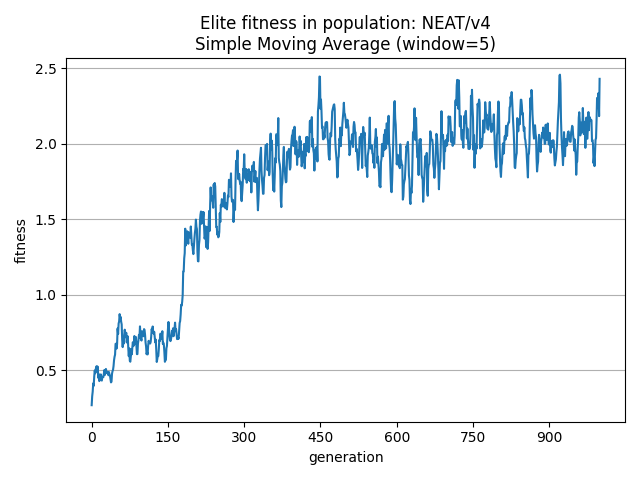 Elite fitness in population: NEAT/v4
Simple Moving Average (window=5)
2.5
2.0
1.5
1.0
0.5
fitness
0 150 300 450 600 750 900
generation